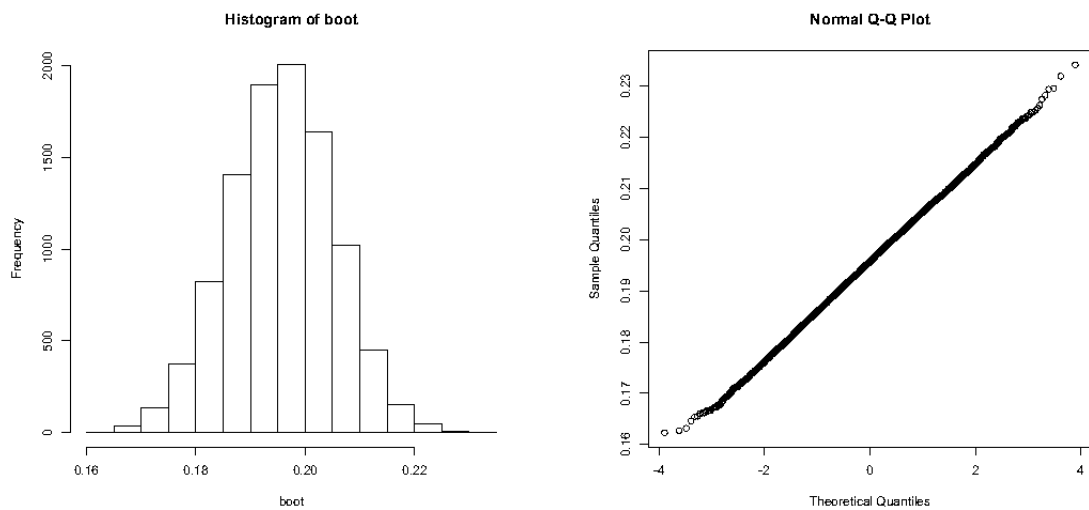 Histogram of boot
Frequency
2000
1500
1000
500
0
0.16 0.18 0.20 0.22
boot
Normal Q-Q Plot
Sample Quantiles
0.23
0.22
0.21
0.20
0.19
0.18
0.17
0.16
-4 -2 0 2 4
Theoretical Quantiles